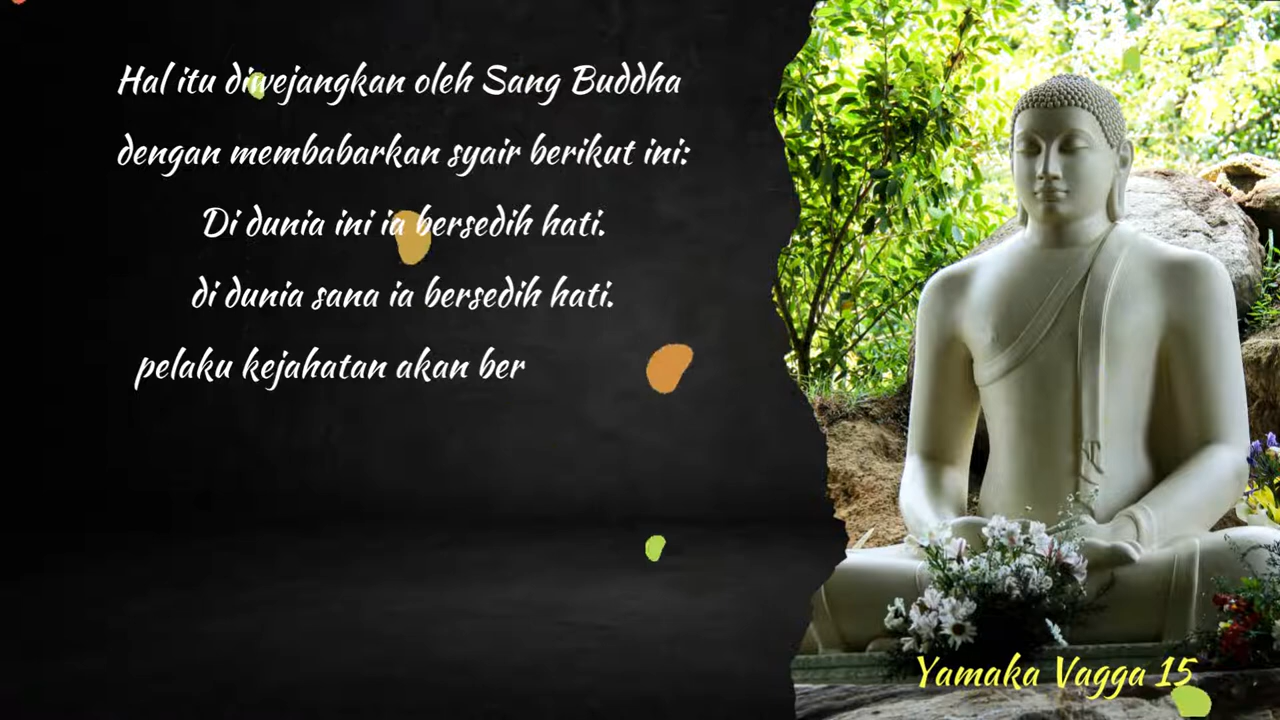 Hal itu diwejangkan oleh Sang Buddha
dengan membabarkan syair berikut ini:
Di dunia ini ia bersedih hati.
di dunia sana ia bersedih hati.
pelaku kejahatan akan ber
Yamaka Vagga 15